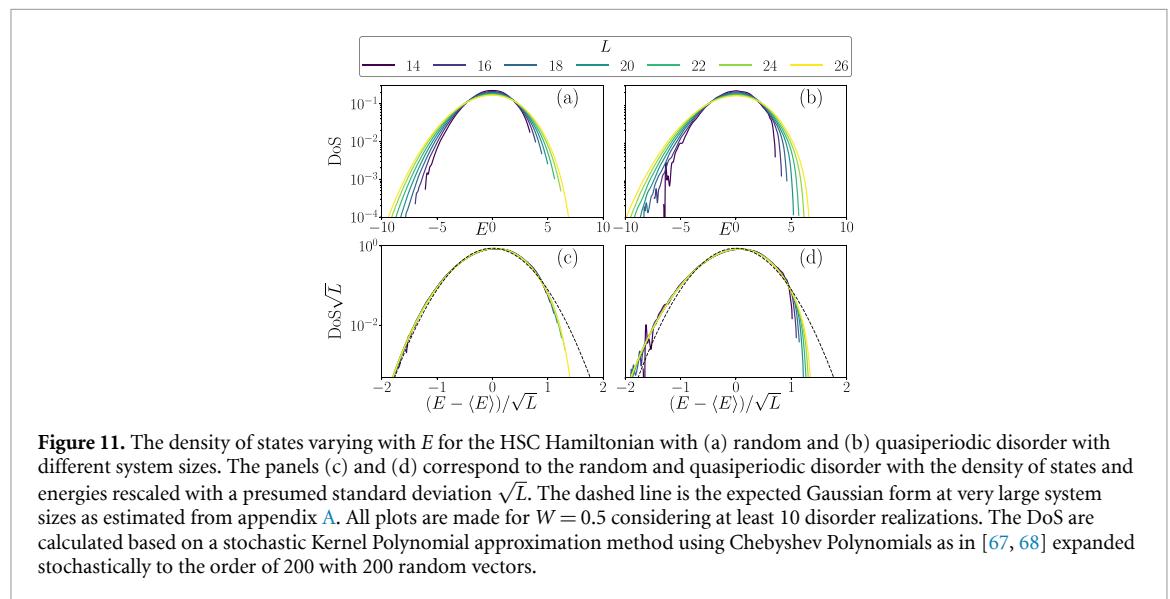 L
14 16 18 20 22 24 26
(a) (b)
10⁻¹
10⁻²
10⁻³
10⁻⁴
DoS
−10 −5 E0 5 10
−10 −5 E0 5 10
(c) (d)
10⁰
10⁻²
DoS√L
−2 −1 0 1 2
−2 −1 0 1 2
(E − ⟨E⟩)/√L (E − ⟨E⟩)/√L
Figure 11. The density of states varying with E for the HSC Hamiltonian with (a) random and (b) quasiperiodic disorder with
different system sizes. The panels (c) and (d) correspond to the random and quasiperiodic disorder with the density of states and
energies rescaled with a presumed standard deviation √L. The dashed line is the expected Gaussian form at very large system
sizes as estimated from appendix A. All plots are made for W = 0.5 considering at least 10 disorder realizations. The DoS are
calculated based on a stochastic Kernel Polynomial approximation method using Chebyshev Polynomials as in [67, 68] expanded
stochastically to the order of 200 with 200 random vectors.